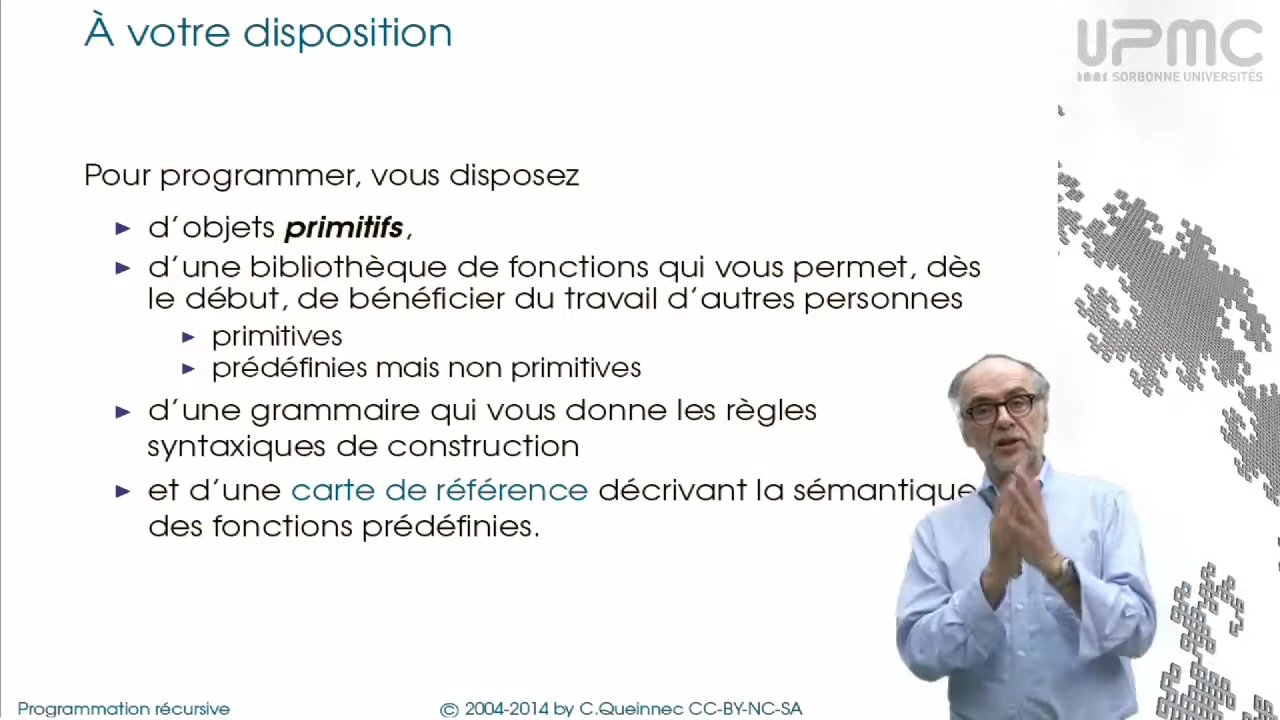 À votre disposition
UPMC
SORBONNE UNIVERSITÉS
Pour programmer, vous disposez
► d'objets primitifs,
► d'une bibliothèque de fonctions qui vous permet, dès
le début, de bénéficier du travail d'autres personnes
► primitives
► prédéfinies mais non primitives
► d'une grammaire qui vous donne les règles
syntaxiques de construction
► et d'une carte de référence décrivant la sémantique
des fonctions prédéfinies.
Programmation récursive
© 2004-2014 by C.Queinnec CC-BY-NC-SA